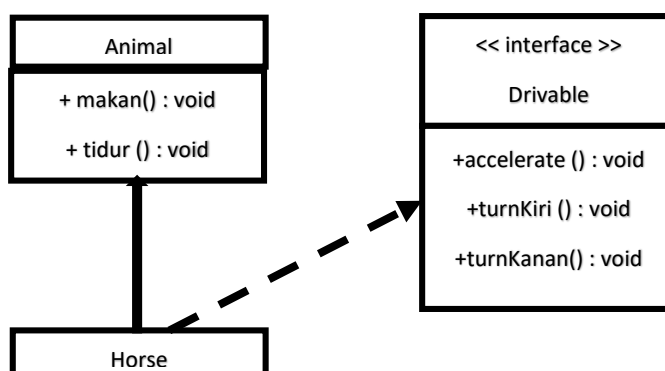 Animal
+ makan() : void
+ tidur () : void
<< interface >>
Drivable
+accelerate () : void
+turnKiri () : void
+turnKanan() : void
Horse